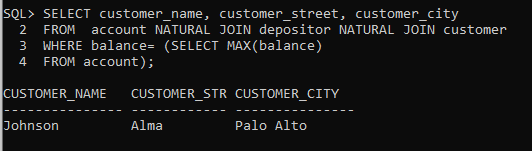 SQL> SELECT customer_name, customer_street, customer_city
  2  FROM  account NATURAL JOIN depositor NATURAL JOIN customer
  3  WHERE balance= (SELECT MAX(balance)
  4  FROM account);
CUSTOMER_NAME   CUSTOMER_STR CUSTOMER_CITY
--------------- ------------ ---------------
Johnson         Alma         Palo Alto